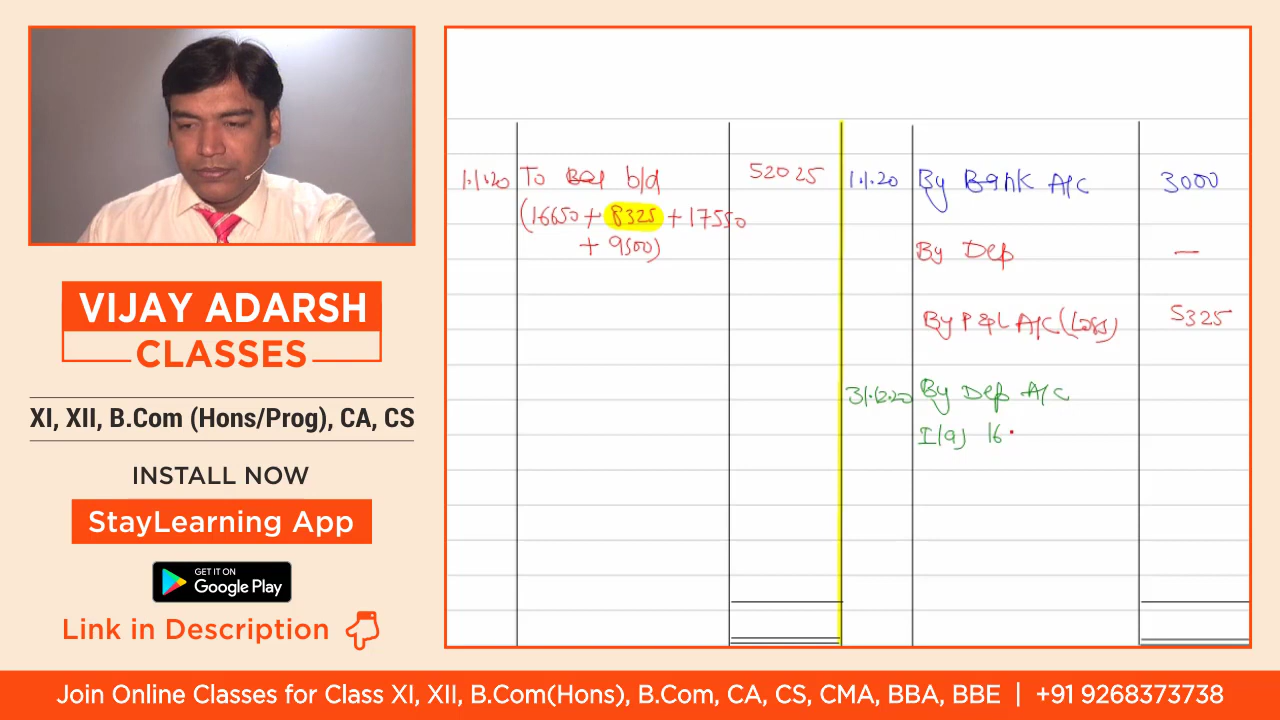 VIJAY ADARSH
CLASSES
XI, XII, B.Com (Hons/Prog), CA, CS
INSTALL NOW
StayLearning App
GET IT ON
Google Play
Link in Description
1.1.20 To Bal b/d 52025
(16650 + 8325 + 17550
+ 9500)
1.1.20 By Bank A/C 3000
By Dep —
By P&L A/C (Loss) 5325
31.12.20 By Dep A/C
I(a) 16
Join Online Classes for Class XI, XII, B.Com(Hons), B.Com, CA, CS, CMA, BBA, BBE | +91 9268373738